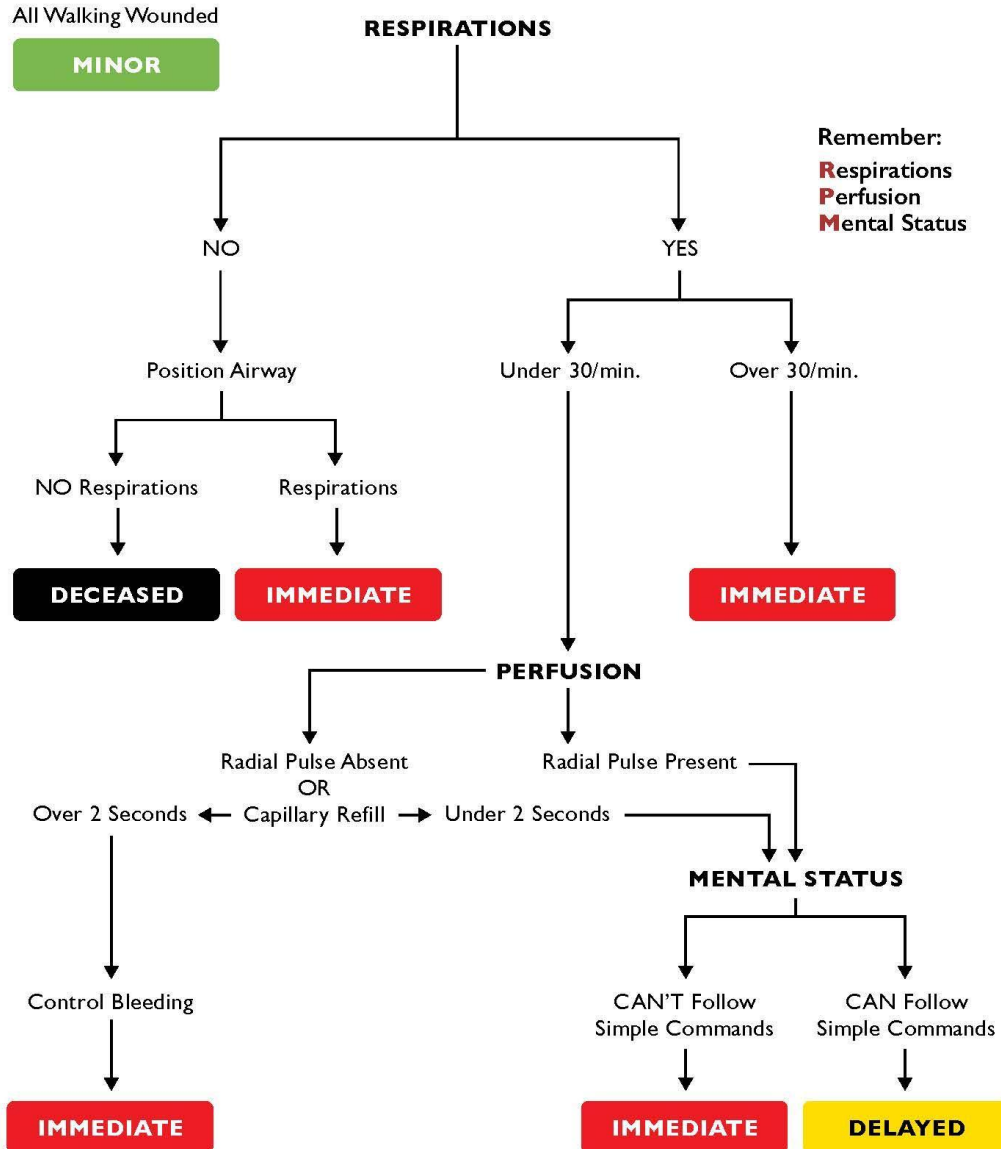 All Walking Wounded
MINOR
RESPIRATIONS
Remember:
Respirations
Perfusion
Mental Status
NO
YES
Position Airway
Under 30/min.
Over 30/min.
NO Respirations
Respirations
DECEASED
IMMEDIATE
IMMEDIATE
PERFUSION
Radial Pulse Absent
OR
Radial Pulse Present
Over 2 Seconds
Capillary Refill
Under 2 Seconds
MENTAL STATUS
Control Bleeding
CAN'T Follow
Simple Commands
CAN Follow
Simple Commands
IMMEDIATE
IMMEDIATE
DELAYED